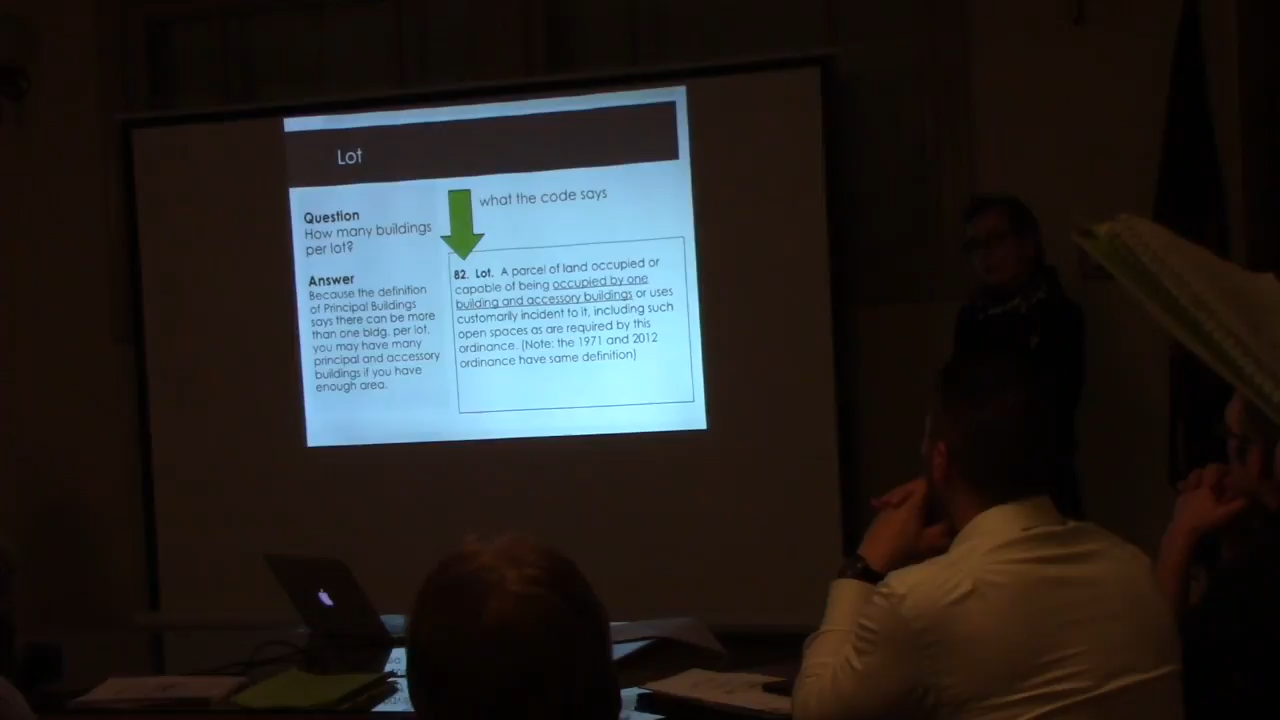 Lot
Question
How many buildings
per lot?
Answer
Because the definition
of Principal Buildings
says there can be more
than one bldg. per lot,
you may have many
principal and accessory
buildings if you have
enough area.
what the code says
82. Lot. A parcel of land occupied or
capable of being occupied by one
building and accessory buildings or uses
customarily incident to it, including such
open spaces as are required by this
ordinance. (Note: the 1971 and 2012
ordinance have same definition)